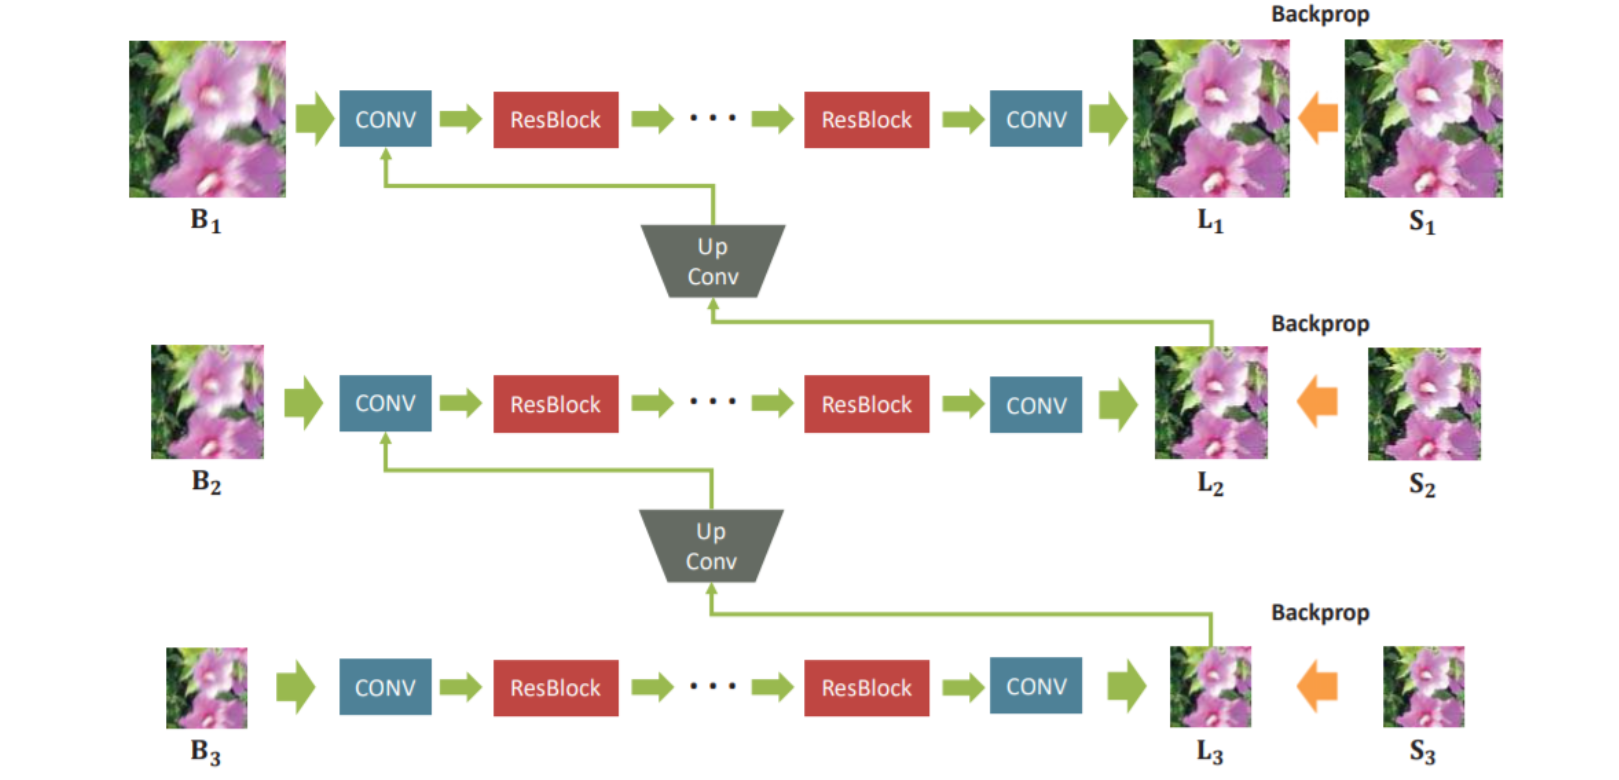 Backprop
CONV ResBlock ... ResBlock CONV
B₁ L₁ S₁
Up
Conv
Backprop
CONV ResBlock ... ResBlock CONV
B₂ L₂ S₂
Up
Conv
Backprop
CONV ResBlock ... ResBlock CONV
B₃ L₃ S₃